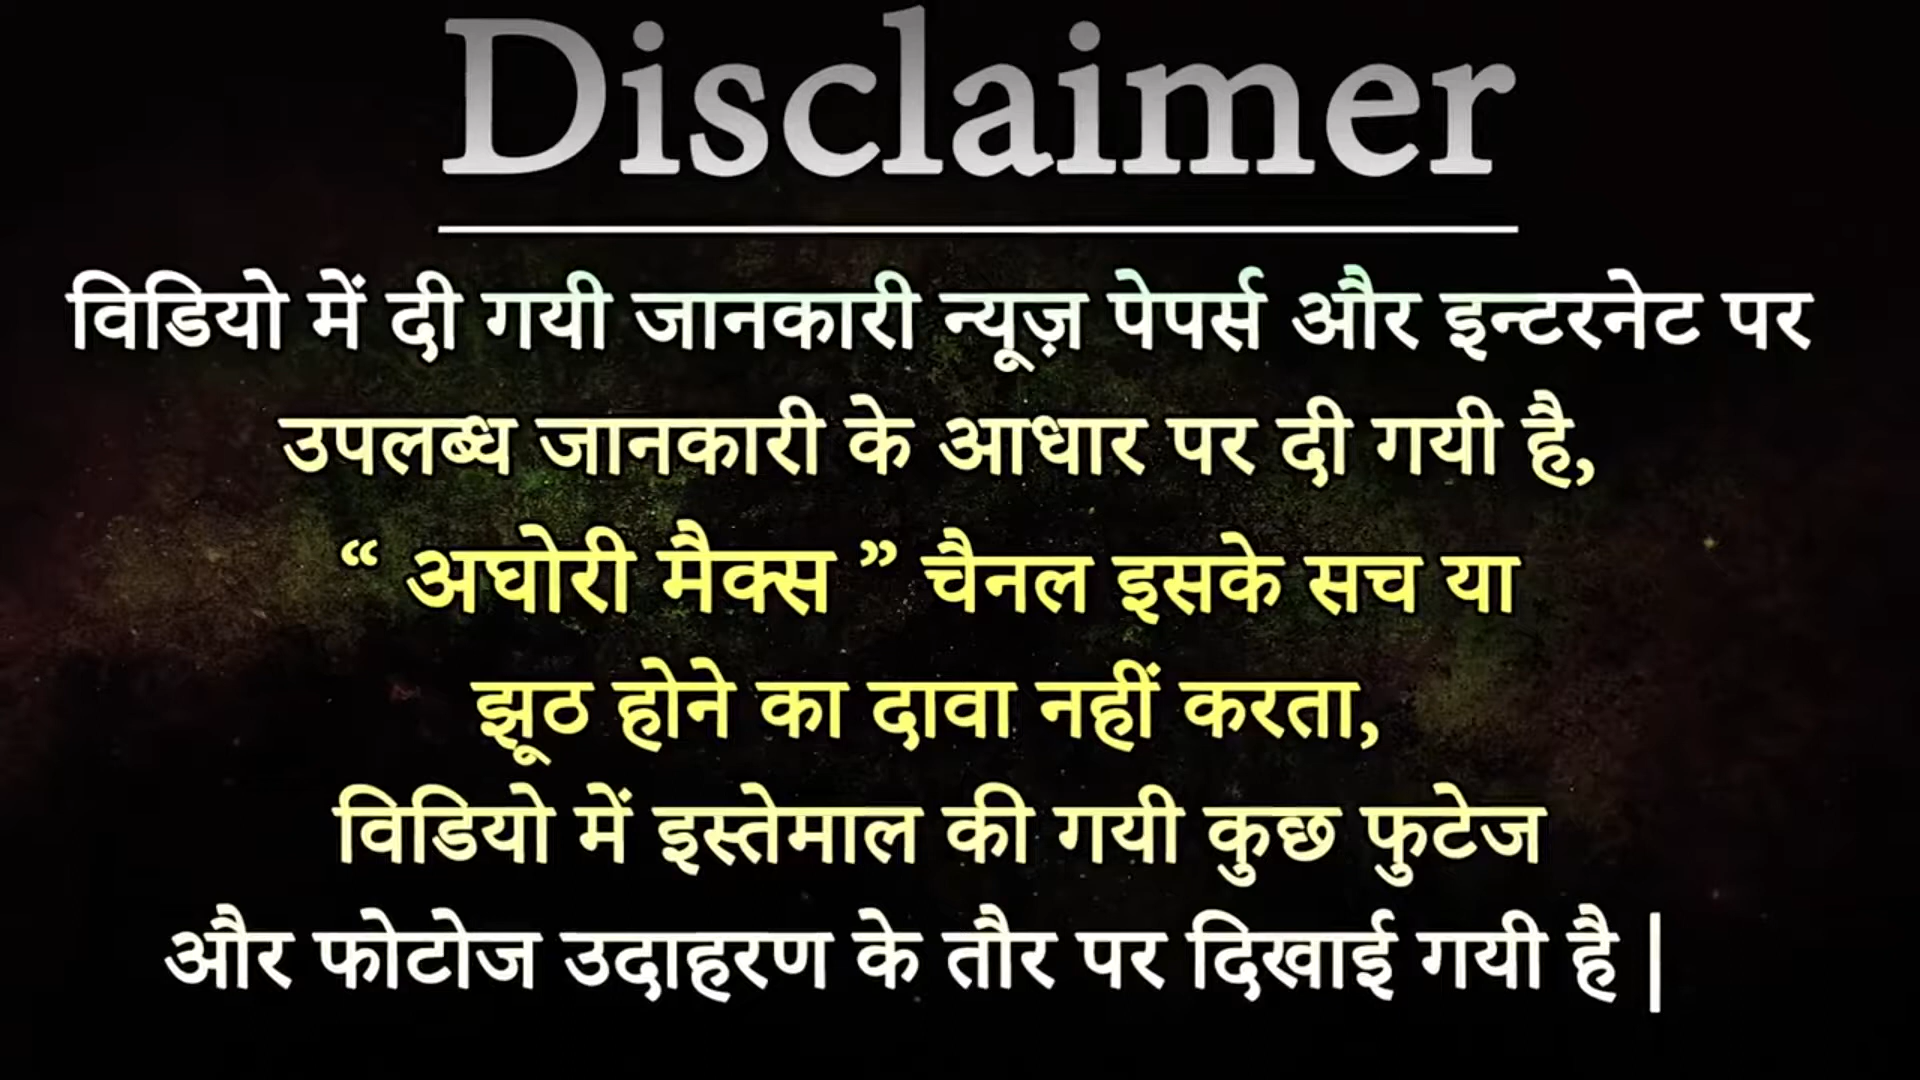 Disclaimer
विडियो में दी गयी जानकारी न्यूज़ पेपर्स और इन्टरनेट पर
उपलब्ध जानकारी के आधार पर दी गयी है,
“ अघोरी मैक्स ” चैनल इसके सच या
झूठ होने का दावा नहीं करता,
विडियो में इस्तेमाल की गयी कुछ फुटेज
और फोटोज उदाहरण के तौर पर दिखाई गयी है |